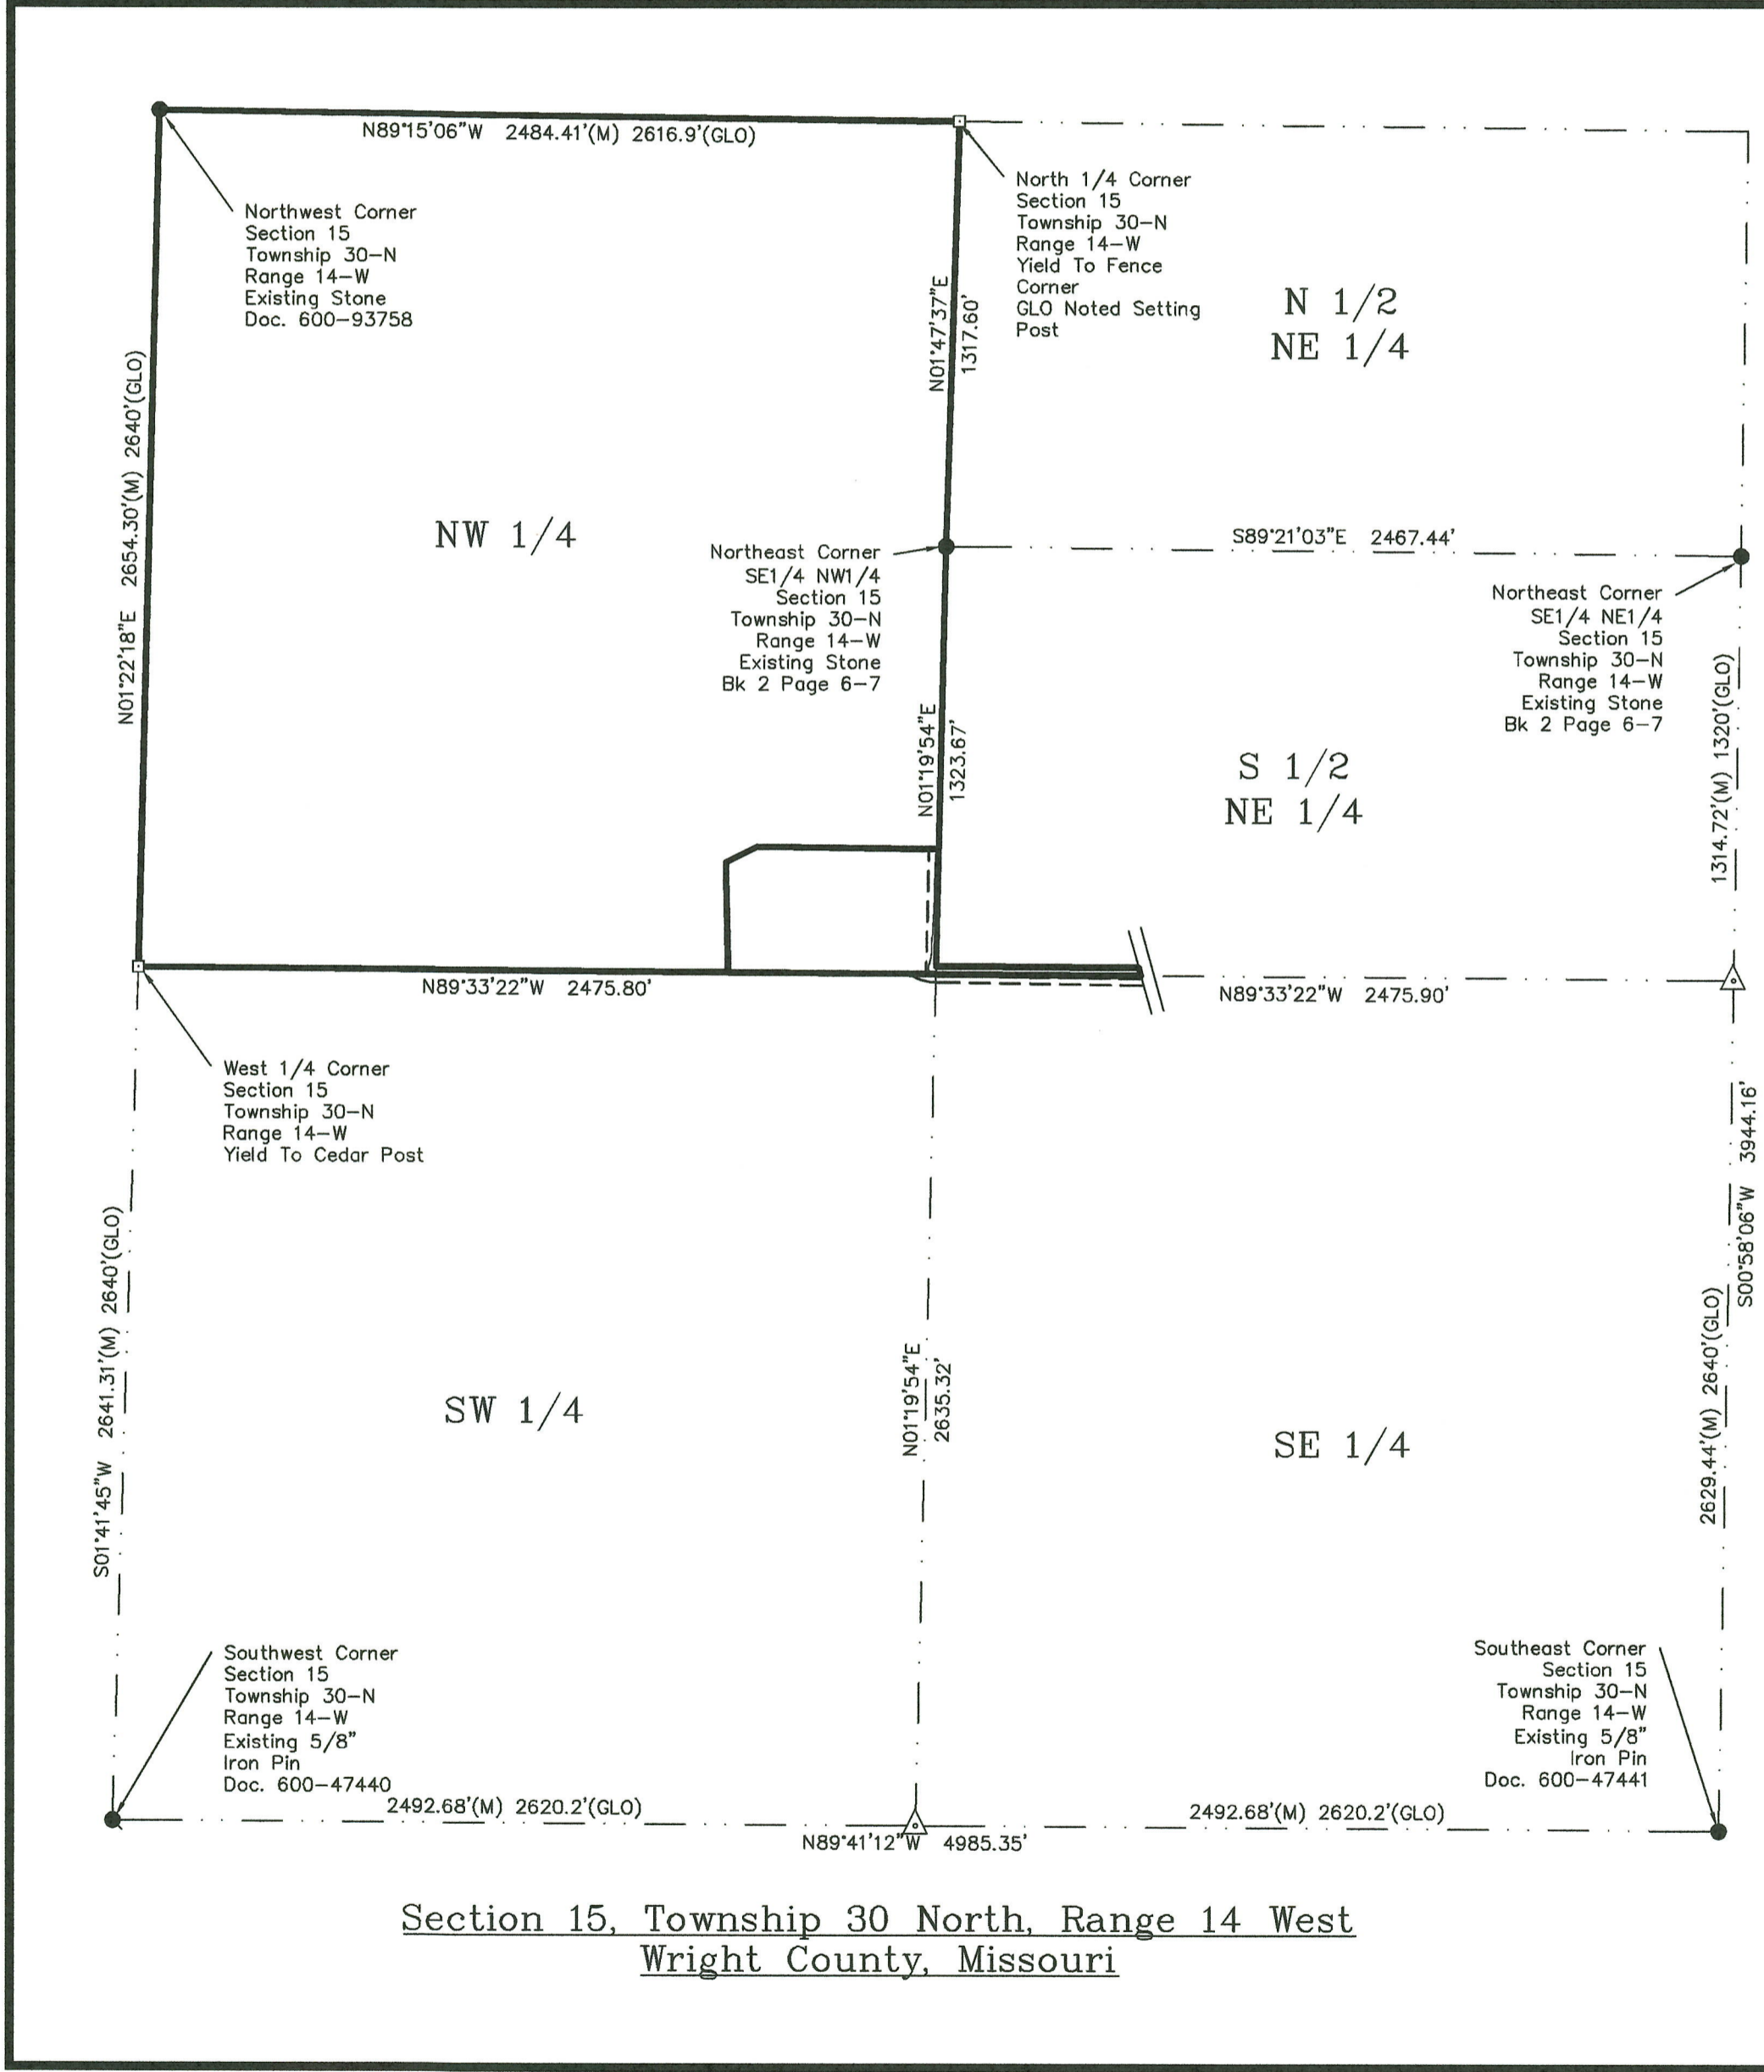 N89°15'06"W 2484.41'(M) 2616.9'(GLO)
Northwest Corner
Section 15
Township 30-N
Range 14-W
Existing Stone
Doc. 600-93758
North 1/4 Corner
Section 15
Township 30-N
Range 14-W
Yield To Fence
Corner
GLO Noted Setting
Post
N 1/2
NE 1/4
N01°47'37"E
1317.60'
N01°22'18"E 2654.30'(M) 2640'(GLO)
NW 1/4
Northeast Corner
SE1/4 NW1/4
Section 15
Township 30-N
Range 14-W
Existing Stone
Bk 2 Page 6-7
S89°21'03"E 2467.44'
Northeast Corner
SE1/4 NE1/4
Section 15
Township 30-N
Range 14-W
Existing Stone
Bk 2 Page 6-7
N01°19'54"E
1323.67'
S 1/2
NE 1/4
1314.72'(M) 1320'(GLO)
N89°33'22"W 2475.80'
N89°33'22"W 2475.90'
West 1/4 Corner
Section 15
Township 30-N
Range 14-W
Yield To Cedar Post
S00°58'06"W 3944.16'
S01°41'45"W 2641.31'(M) 2640'(GLO)
SW 1/4
N01°19'54"E
2635.32'
SE 1/4
2629.44'(M) 2640'(GLO)
Southwest Corner
Section 15
Township 30-N
Range 14-W
Existing 5/8"
Iron Pin
Doc. 600-47440
Southeast Corner
Section 15
Township 30-N
Range 14-W
Existing 5/8"
Iron Pin
Doc. 600-47441
2492.68'(M) 2620.2'(GLO)
2492.68'(M) 2620.2'(GLO)
N89°41'12"W 4985.35'
Section 15, Township 30 North, Range 14 West
Wright County, Missouri